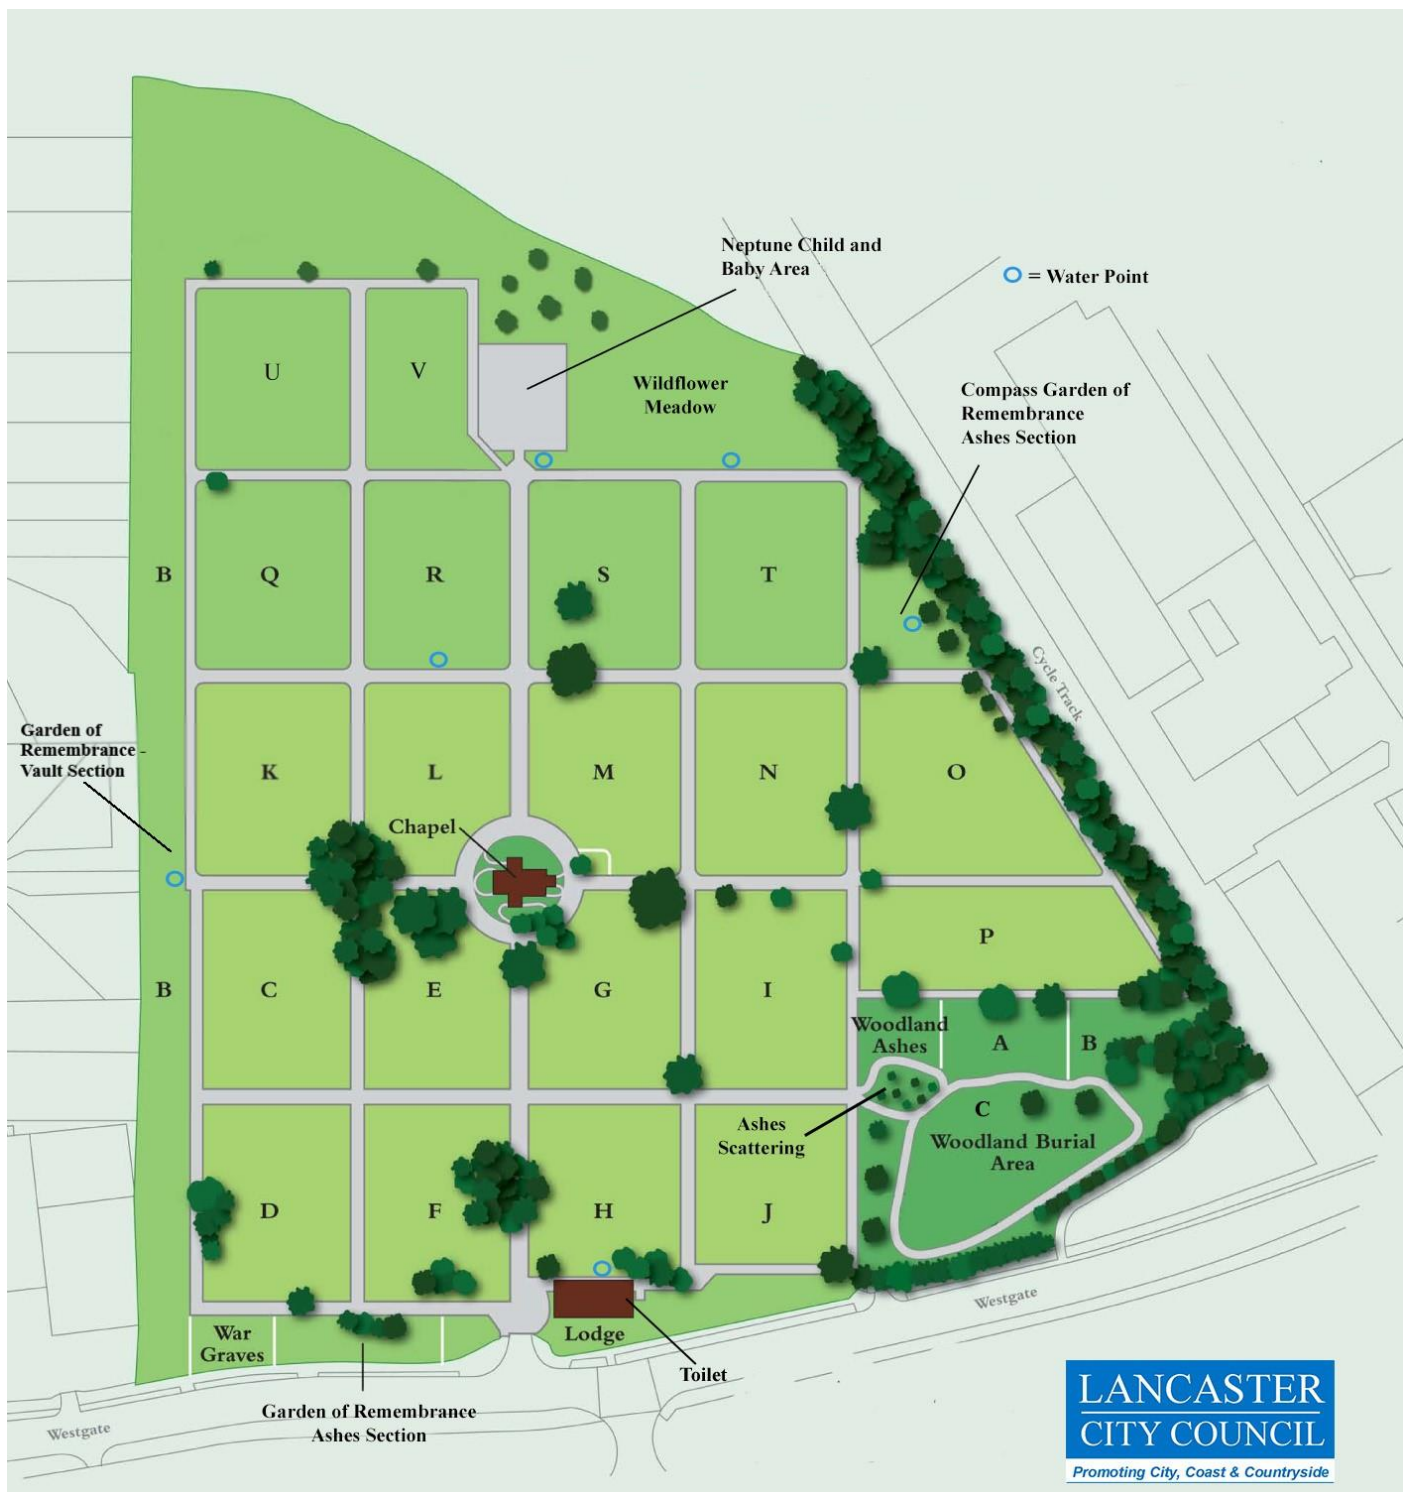 Neptune Child and
Baby Area
= Water Point
U
V
Wildflower
Meadow
Compass Garden of
Remembrance
Ashes Section
B
Q
R
S
T
Cycle Track
Garden of
Remembrance -
Vault Section
K
L
M
N
O
Chapel
P
B
C
E
G
I
Woodland
Ashes
A
B
C
Ashes
Scattering
Woodland Burial
Area
D
F
H
J
War
Graves
Lodge
Westgate
Toilet
Garden of Remembrance
Ashes Section
Westgate
LANCASTER
CITY COUNCIL
Promoting City, Coast & Countryside